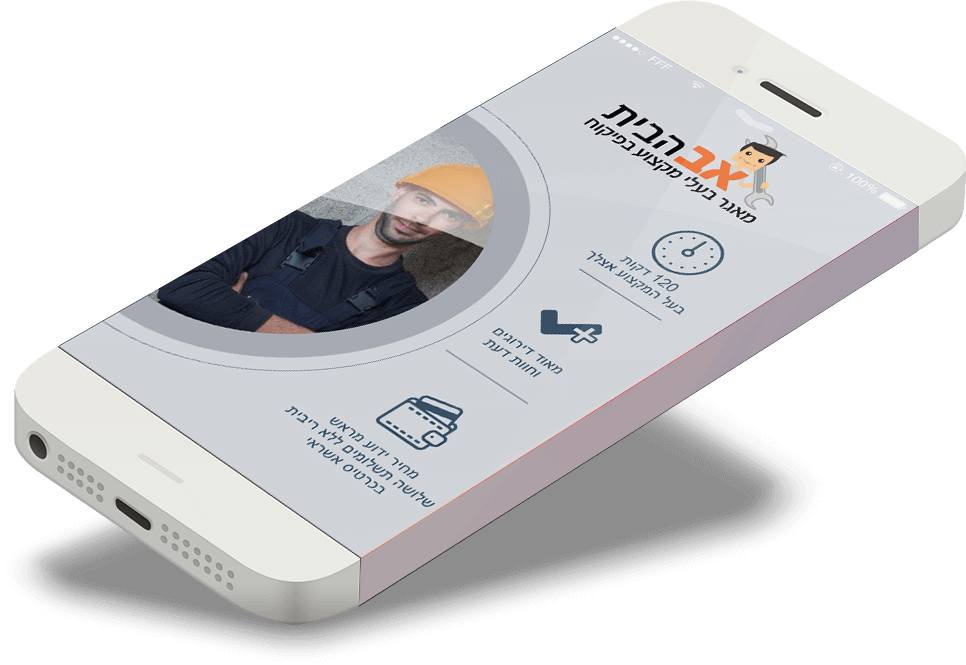 FFF
100%
אב הבית
מאגר בעלי מקצוע בפיקוח
120 דקות
בעל המקצוע אצלך
מאוד דירוגים
וחוות דעת
מחיר ידוע מראש
שלושה תשלומים ללא ריבית
בכרטיס אשראי